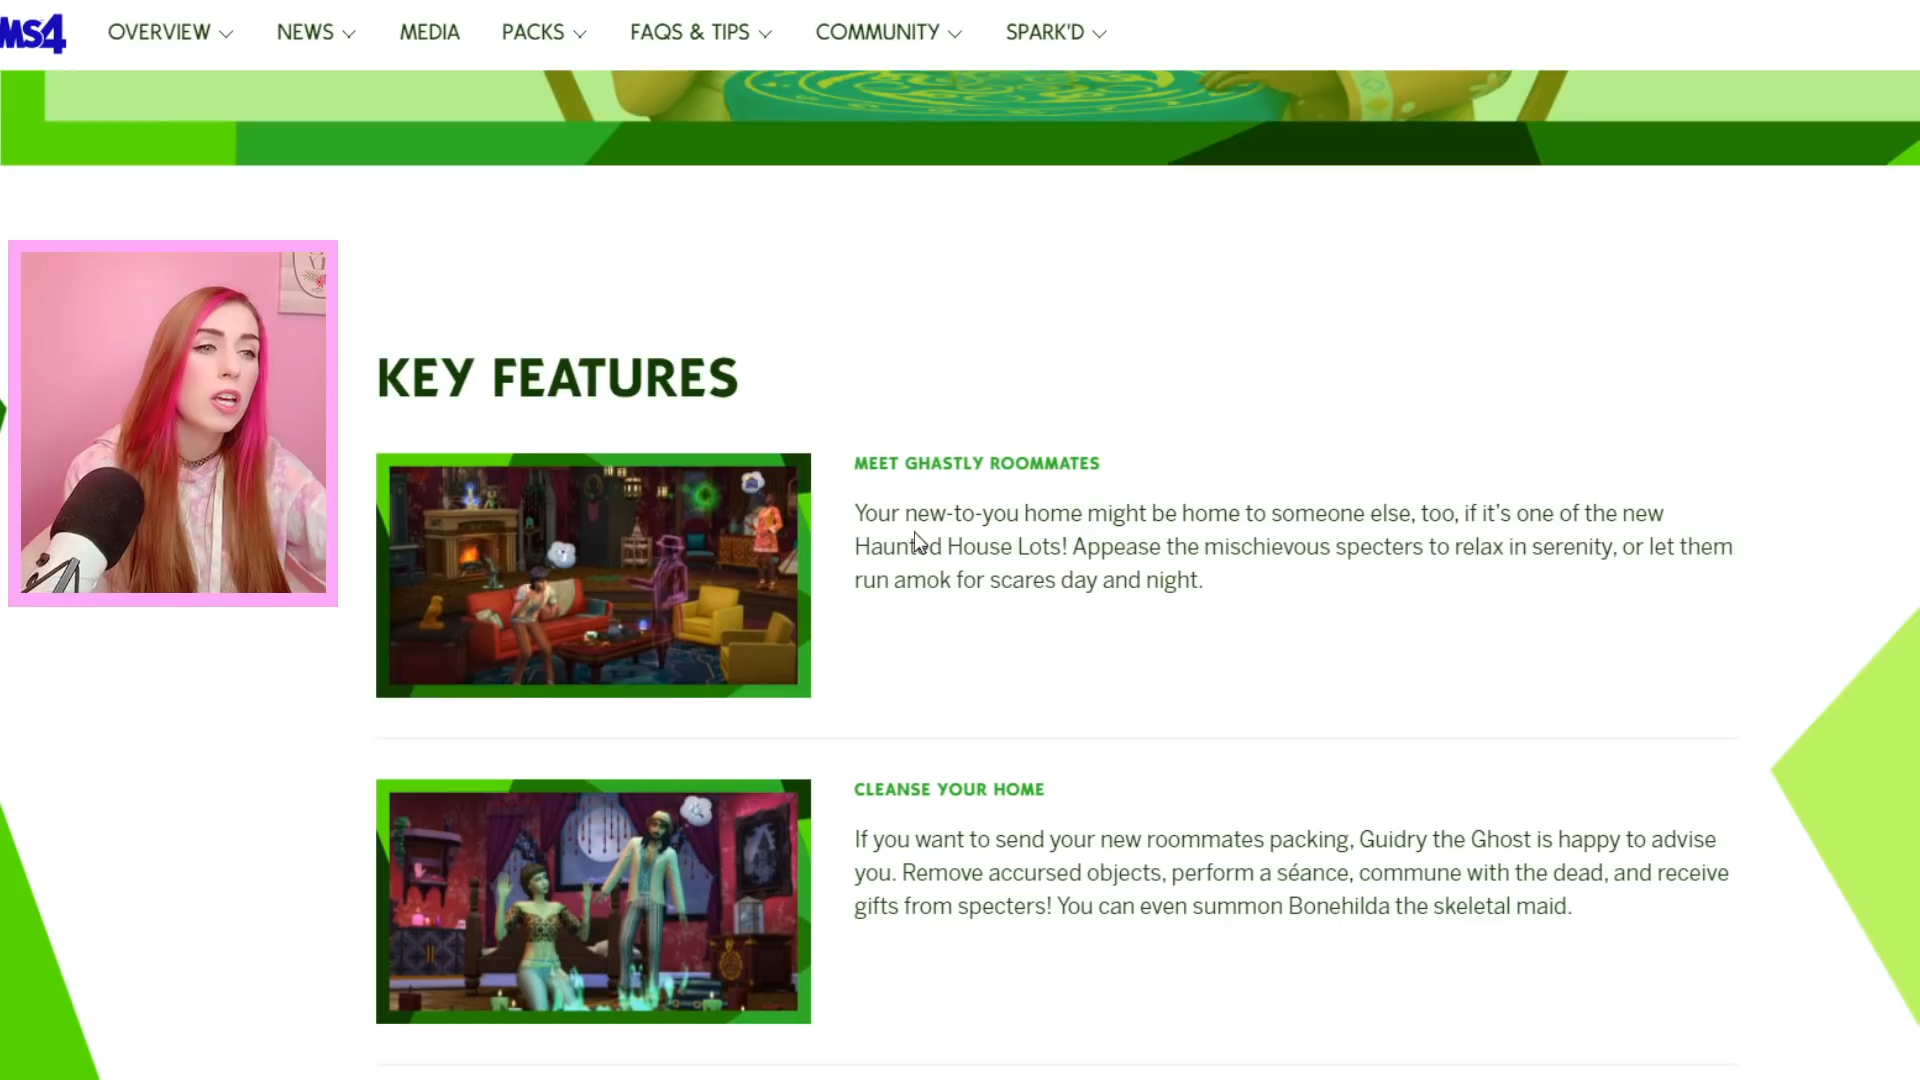 MS4 OVERVIEW NEWS MEDIA PACKS FAQS & TIPS COMMUNITY SPARK'D
KEY FEATURES
MEET GHASTLY ROOMMATES
Your new-to-you home might be home to someone else, too, if it's one of the new
Haunted House Lots! Appease the mischievous specters to relax in serenity, or let them
run amok for scares day and night.
CLEANSE YOUR HOME
If you want to send your new roommates packing, Guidry the Ghost is happy to advise
you. Remove accursed objects, perform a séance, commune with the dead, and receive
gifts from specters! You can even summon Bonehilda the skeletal maid.